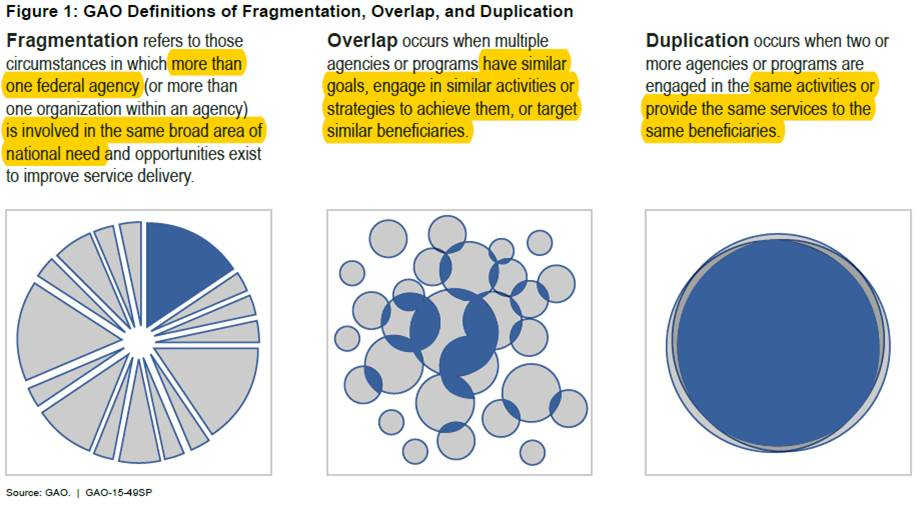 Figure 1: GAO Definitions of Fragmentation, Overlap, and Duplication
Fragmentation refers to those
circumstances in which more than
one federal agency (or more than
one organization within an agency)
is involved in the same broad area of
national need and opportunities exist
to improve service delivery.
Overlap occurs when multiple
agencies or programs have similar
goals, engage in similar activities or
strategies to achieve them, or target
similar beneficiaries.
Duplication occurs when two or
more agencies or programs are
engaged in the same activities or
provide the same services to the
same beneficiaries.
Source: GAO. | GAO-15-49SP